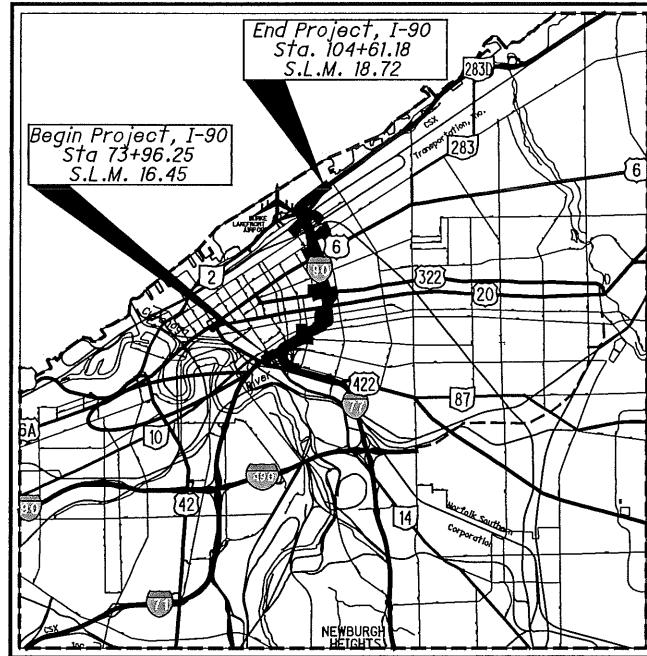 End Project, I-90
Sta. 104+61.18
S.L.M. 18.72
Begin Project, I-90
Sta 73+96.25
S.L.M. 16.45
283D
CSX
Transportation, Inc.
283
6
BURKE
LAKEFRONT
AIRPORT
6
2
90
322
20
River
422
87
77
6A
10
490
90
42
14
Norfolk Southern
Corporation
71
CSX
Inc.
NEWBURGH
HEIGHTS